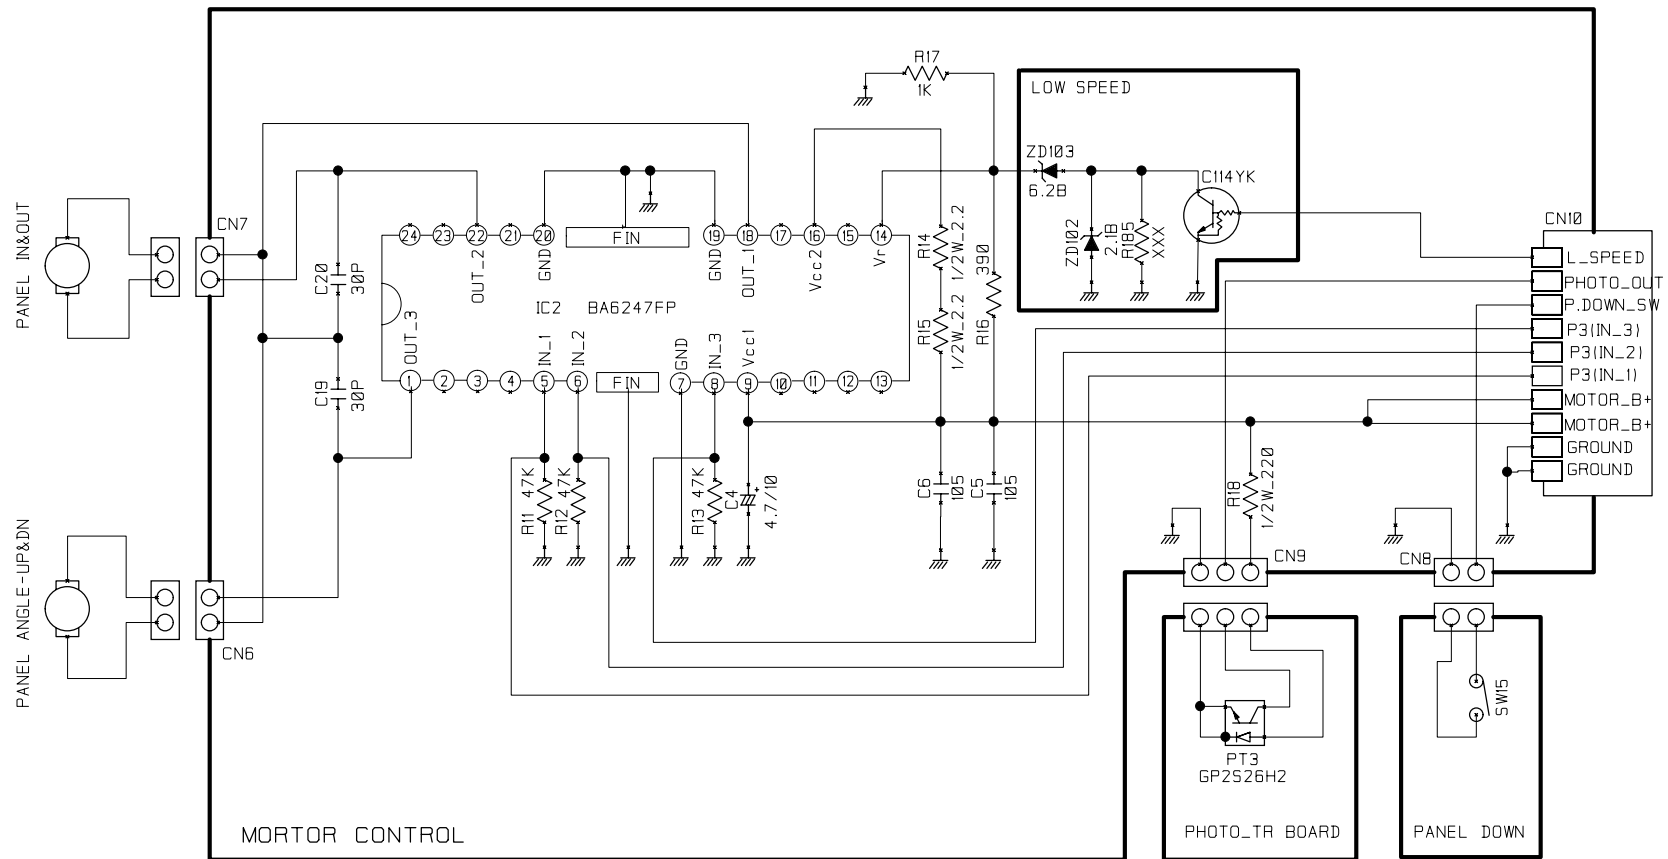 R17
1K
LOW SPEED
ZD103
6.2B
C114YK
ZD102
2.1B
R185
XXX
PANEL IN&OUT
CN7
C20
30P
C19
30P
24
23
22
21
20
FIN
19
18
17
16
15
14
OUT_2
GND
GND
OUT_1
Vcc2
Vr
IC2 BA6247FP
OUT_3
IN_1
IN_2
GND
IN_3
Vcc1
1
2
3
4
5
6
FIN
7
8
9
10
11
12
13
R14
1/2W_2.2
R15
1/2W_2.2
R16
390
CN10
L_SPEED
PHOTO_OUT
P.DOWN_SW
P3(IN_3)
P3(IN_2)
P3(IN_1)
MOTOR_B+
MOTOR_B+
GROUND
GROUND
R11 47K
R12 47K
R13 47K
C4
+
4.7/10
C6
105
C5
105
R18
1/2W_220
CN9
CN8
PANEL ANGLE-UP&DN
CN6
PT3
GP2S26H2
PHOTO_TR BOARD
SW15
PANEL DOWN
MORTOR CONTROL